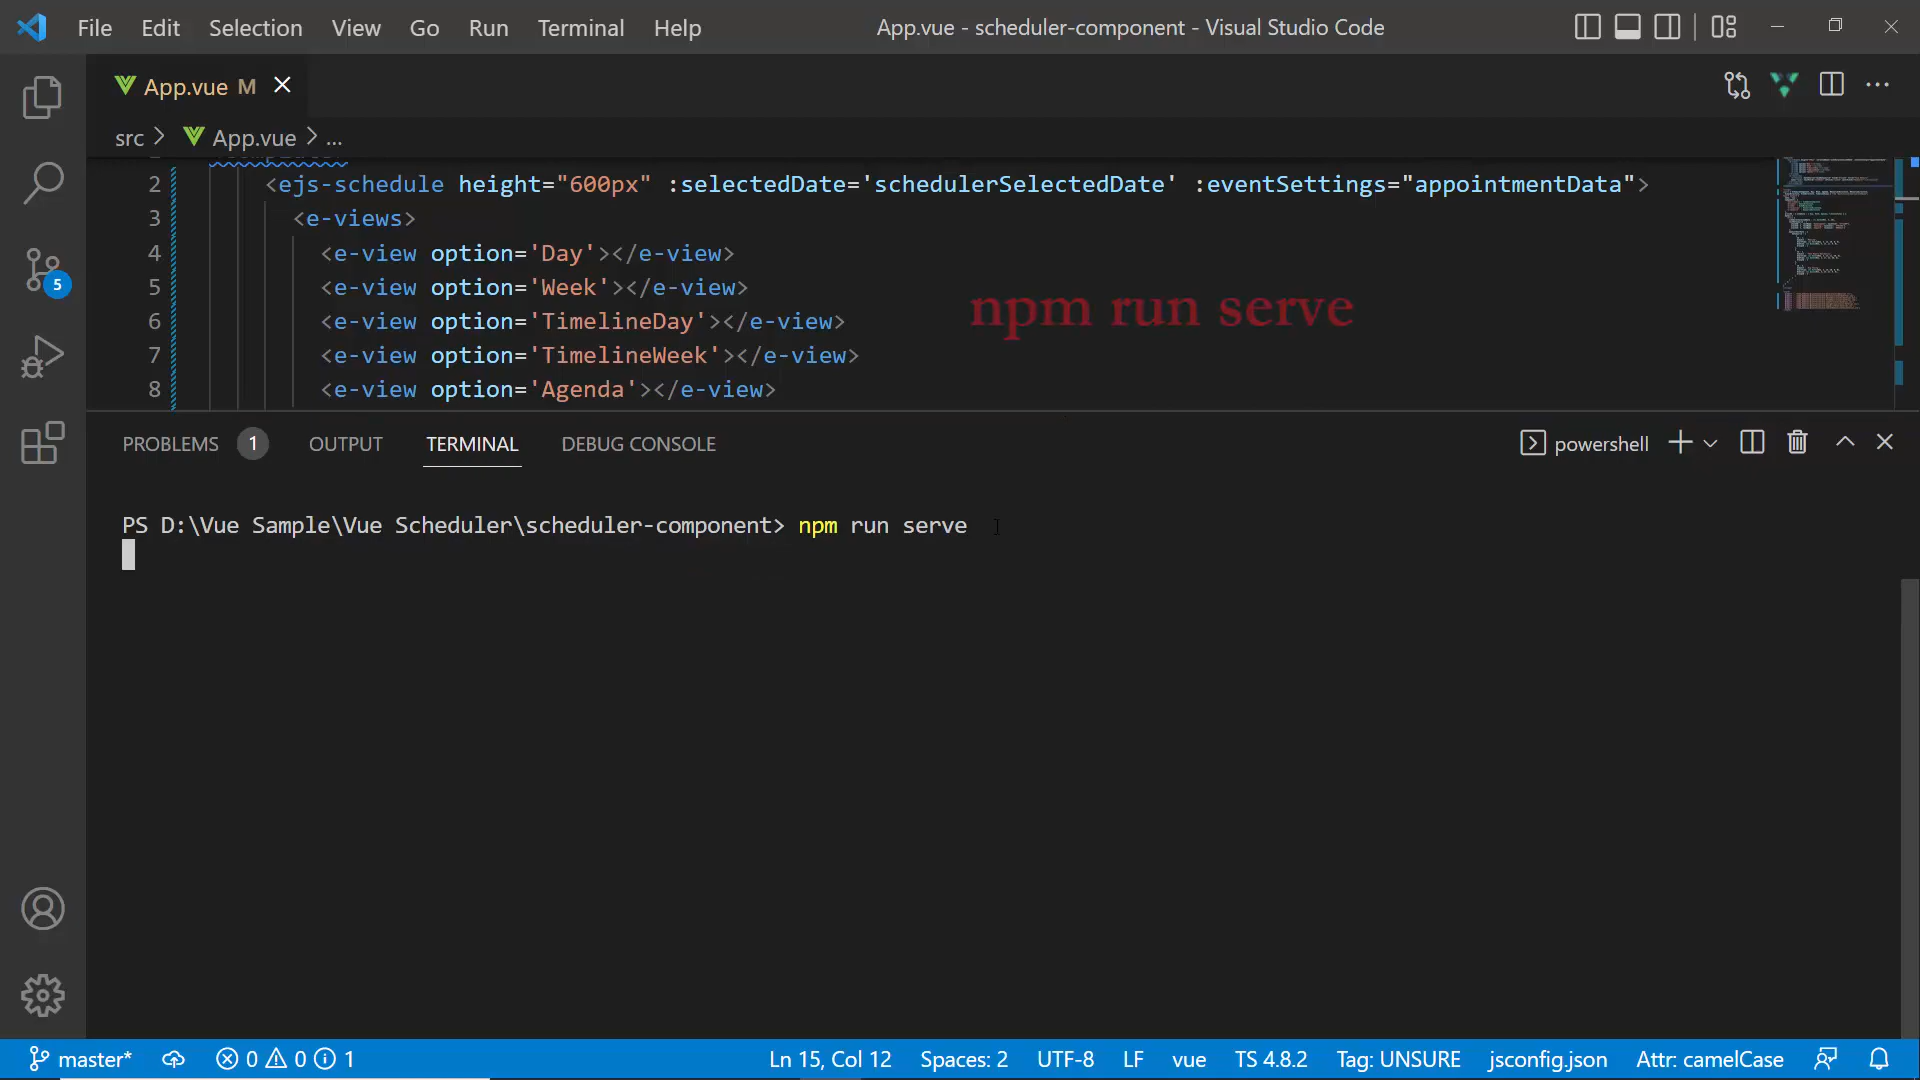 File Edit Selection View Go Run Terminal Help App.vue - scheduler-component - Visual Studio Code
App.vue M
src > App.vue > ...
2 <ejs-schedule height="600px" :selectedDate='schedulerSelectedDate' :eventSettings="appointmentData">
3 <e-views>
4 <e-view option='Day'></e-view>
5 <e-view option='Week'></e-view>
npm run serve
6 <e-view option='TimelineDay'></e-view>
7 <e-view option='TimelineWeek'></e-view>
8 <e-view option='Agenda'></e-view>
PROBLEMS 1 OUTPUT TERMINAL DEBUG CONSOLE powershell
PS D:\Vue Sample\Vue Scheduler\scheduler-component> npm run serve
5
master* 0 0 1 Ln 15, Col 12 Spaces: 2 UTF-8 LF vue TS 4.8.2 Tag: UNSURE jsconfig.json Attr: camelCase